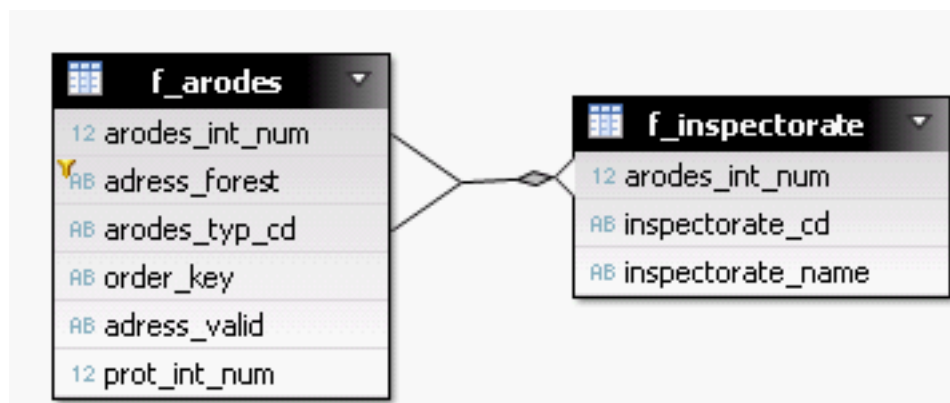 f_arodes
12 arodes_int_num
AB adress_forest
AB arodes_typ_cd
AB order_key
AB adress_valid
12 prot_int_num
f_inspectorate
12 arodes_int_num
AB inspectorate_cd
AB inspectorate_name